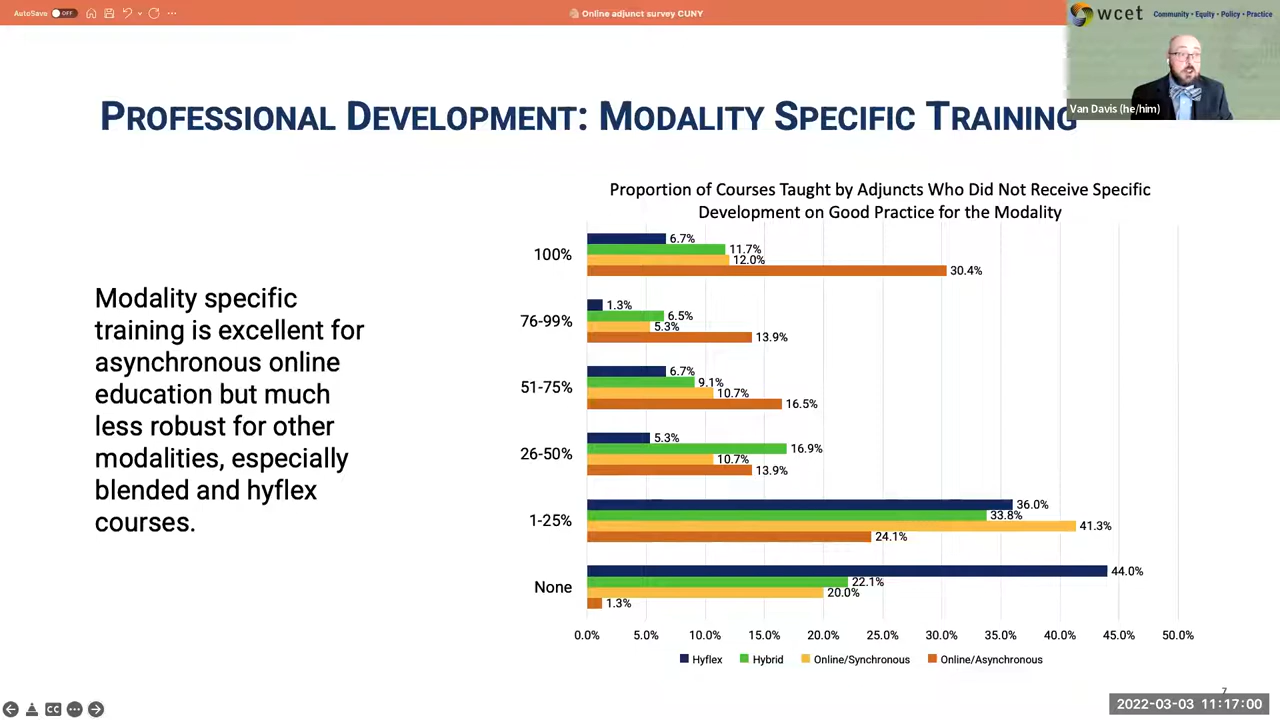 AutoSave OFF
Online adjunct survey CUNY
wcet Community • Equity • Policy • Practice
Van Davis (he/him)
PROFESSIONAL DEVELOPMENT: MODALITY SPECIFIC TRAINING
Modality specific
training is excellent for
asynchronous online
education but much
less robust for other
modalities, especially
blended and hyflex
courses.
Proportion of Courses Taught by Adjuncts Who Did Not Receive Specific
Development on Good Practice for the Modality
100%
6.7%
11.7%
12.0%
30.4%
76-99%
1.3%
6.5%
5.3%
13.9%
51-75%
6.7%
9.1%
10.7%
16.5%
26-50%
5.3%
16.9%
10.7%
13.9%
1-25%
36.0%
33.8%
41.3%
24.1%
None
44.0%
22.1%
20.0%
1.3%
0.0% 5.0% 10.0% 15.0% 20.0% 25.0% 30.0% 35.0% 40.0% 45.0% 50.0%
Hyflex Hybrid Online/Synchronous Online/Asynchronous
7
CC
2022-03-03 11:17:00